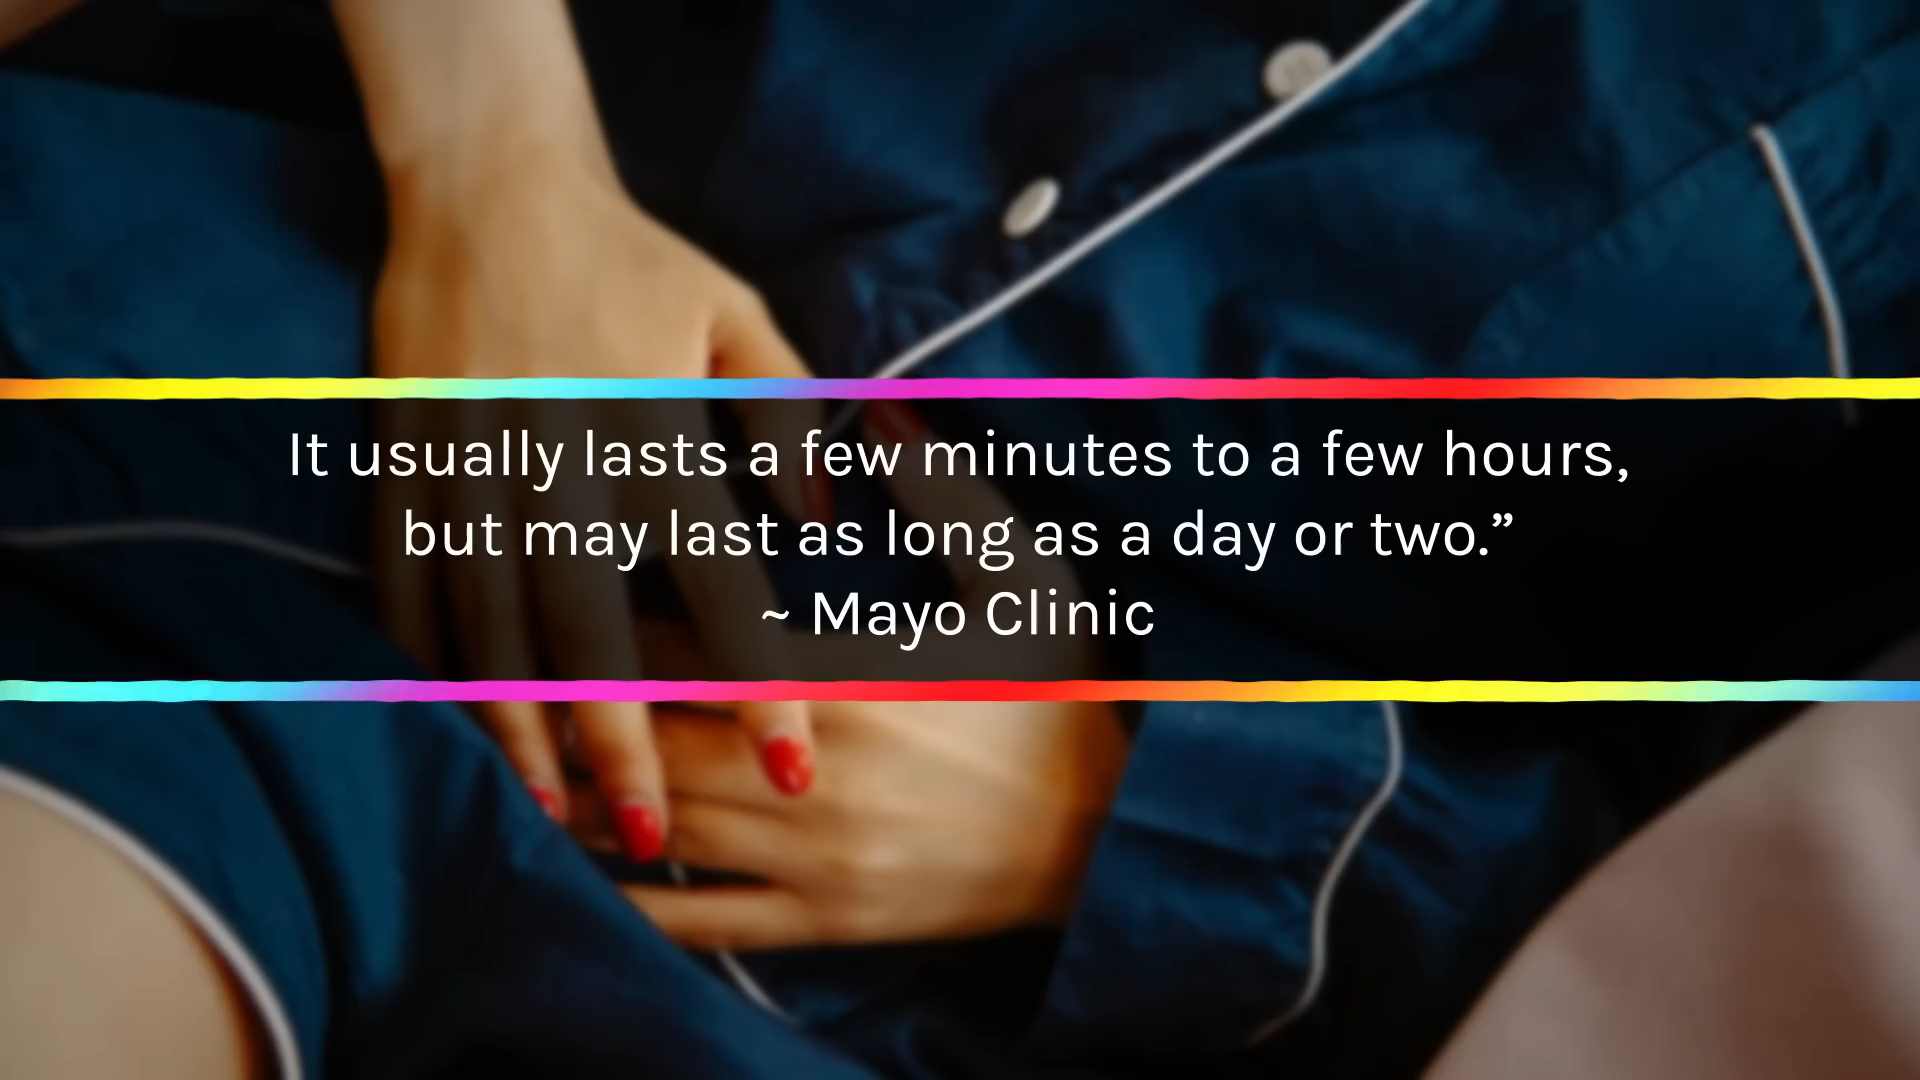 It usually lasts a few minutes to a few hours,
but may last as long as a day or two.”
~ Mayo Clinic